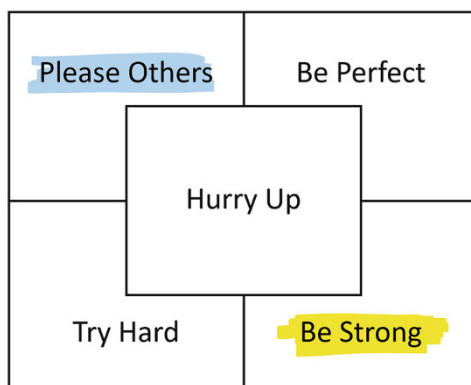 Please Others
Be Perfect
Hurry Up
Try Hard
Be Strong